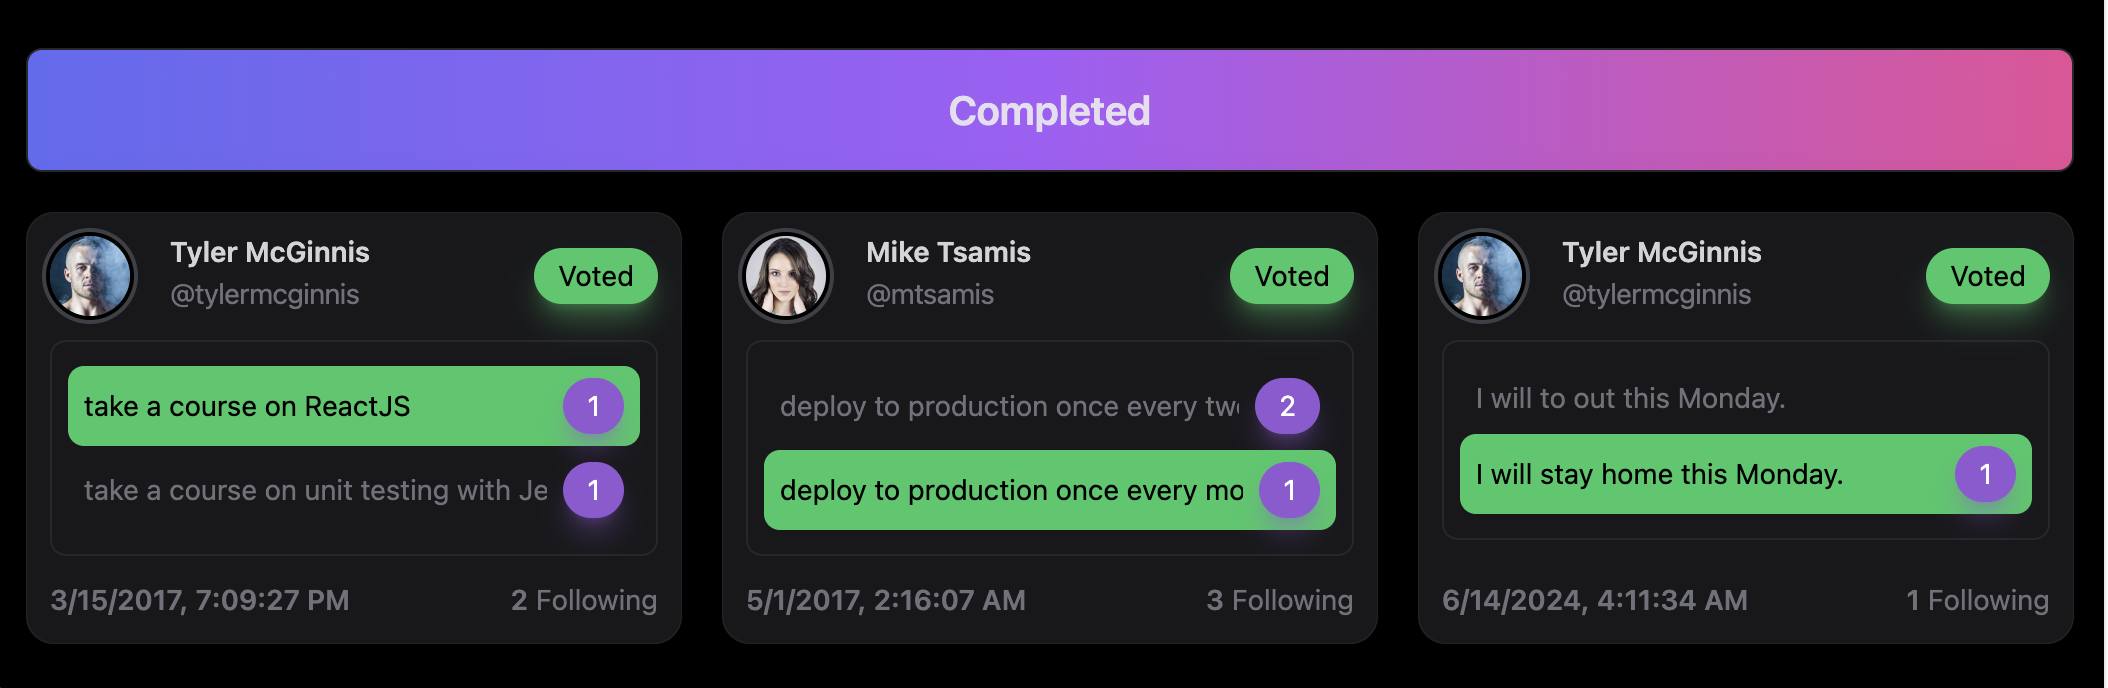 Completed
Tyler McGinnis
@tylermcginnis
Voted
take a course on ReactJS
1
take a course on unit testing with Je
1
3/15/2017, 7:09:27 PM
2 Following
Mike Tsamis
@mtsamis
Voted
deploy to production once every
2
deploy to production once every mo
1
5/1/2017, 2:16:07 AM
3 Following
Tyler McGinnis
@tylermcginnis
Voted
I will to out this Monday.
I will stay home this Monday.
1
6/14/2024, 4:11:34 AM
1 Following